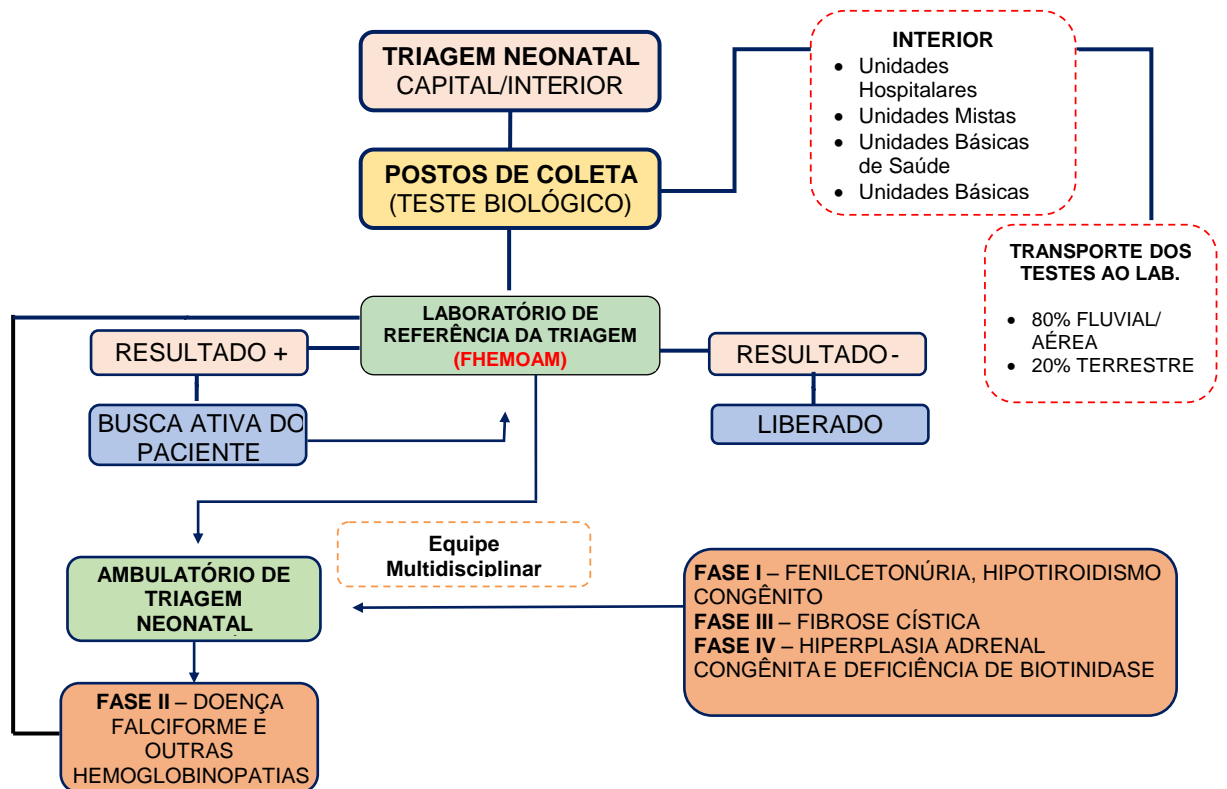 TRIAGEM NEONATAL
CAPITAL/INTERIOR
POSTOS DE COLETA
(TESTE BIOLÓGICO)
INTERIOR
• Unidades
Hospitalares
• Unidades Mistas
• Unidades Básicas
de Saúde
• Unidades Básicas
TRANSPORTE DOS
TESTES AO LAB.
• 80% FLUVIAL/
AÉREA
• 20% TERRESTRE
LABORATÓRIO DE
REFERÊNCIA DA TRIAGEM
(FHEMOAM)
RESULTADO +
RESULTADO -
BUSCA ATIVA DO
PACIENTE
LIBERADO
Equipe
Multidisciplinar
AMBULATÓRIO DE
TRIAGEM
NEONATAL
FASE I – FENILCETONÚRIA, HIPOTIROIDISMO
CONGÊNITO
FASE III – FIBROSE CÍSTICA
FASE IV – HIPERPLASIA ADRENAL
CONGÊNITA E DEFICIÊNCIA DE BIOTINIDASE
FASE II – DOENÇA
FALCIFORME E
OUTRAS
HEMOGLOBINOPATIAS